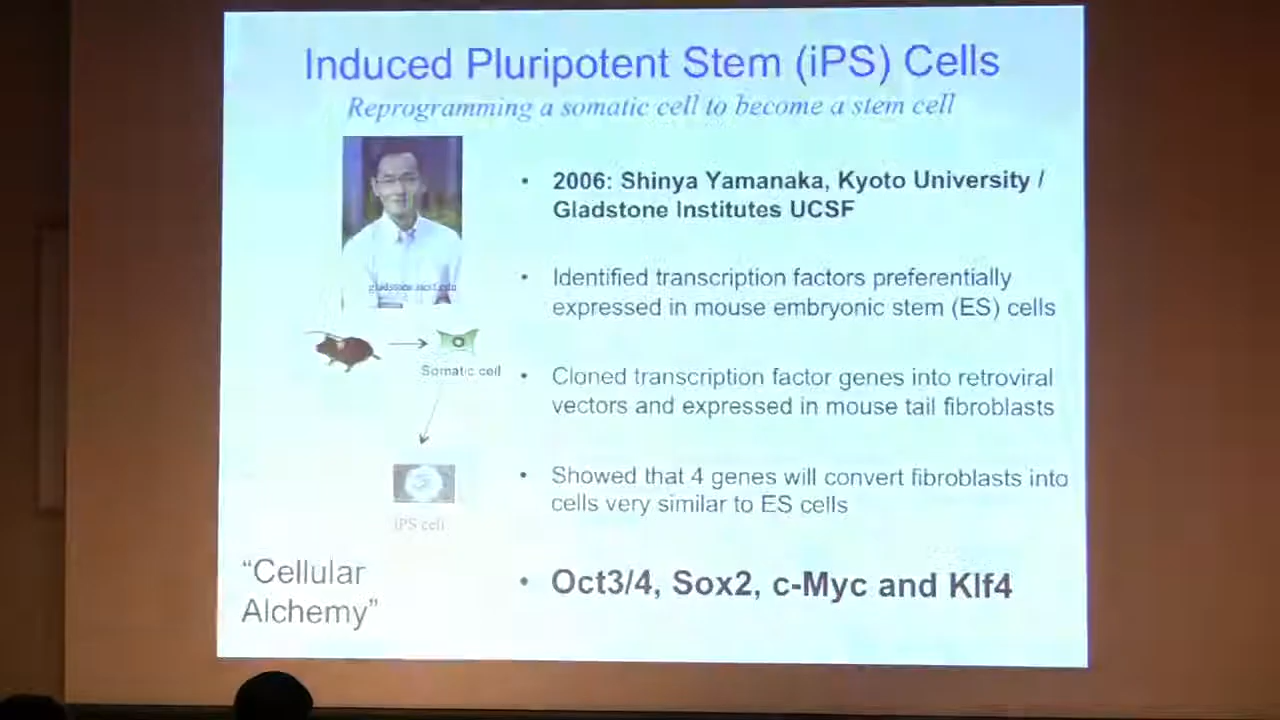 Induced Pluripotent Stem (iPS) Cells
Reprogramming a somatic cell to become a stem cell
• 2006: Shinya Yamanaka, Kyoto University /
Gladstone Institutes UCSF
gladstone.ucsf.edu
• Identified transcription factors preferentially
expressed in mouse embryonic stem (ES) cells
Somatic cell
• Cloned transcription factor genes into retroviral
vectors and expressed in mouse tail fibroblasts
• Showed that 4 genes will convert fibroblasts into
cells very similar to ES cells
iPS cell
“Cellular
Alchemy”
• Oct3/4, Sox2, c-Myc and Klf4